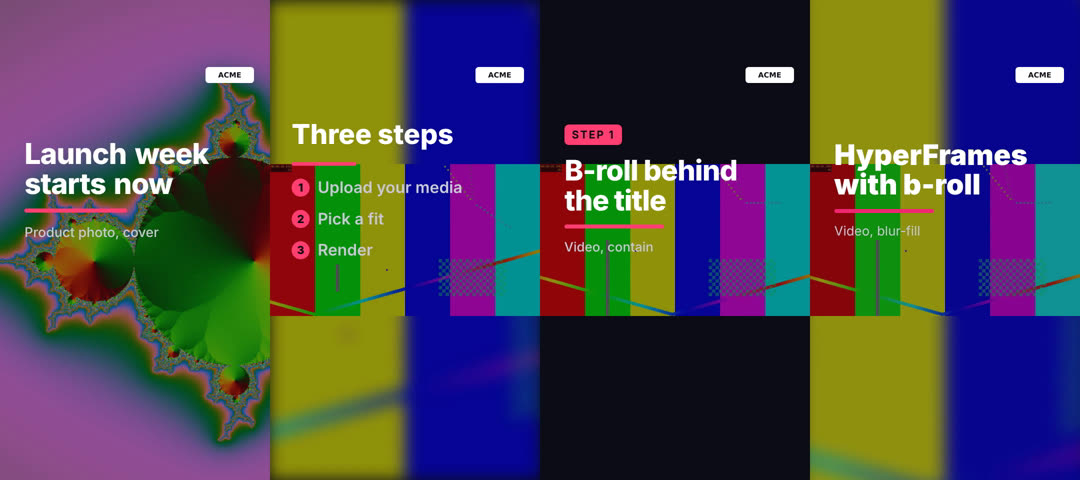 ACME
Launch week
starts now
Product photo, cover
ACME
Three steps
1 Upload your media
2 Pick a fit
3 Render
ACME
STEP 1
B-roll behind
the title
Video, contain
ACME
HyperFrames
with b-roll
Video, blur-fill